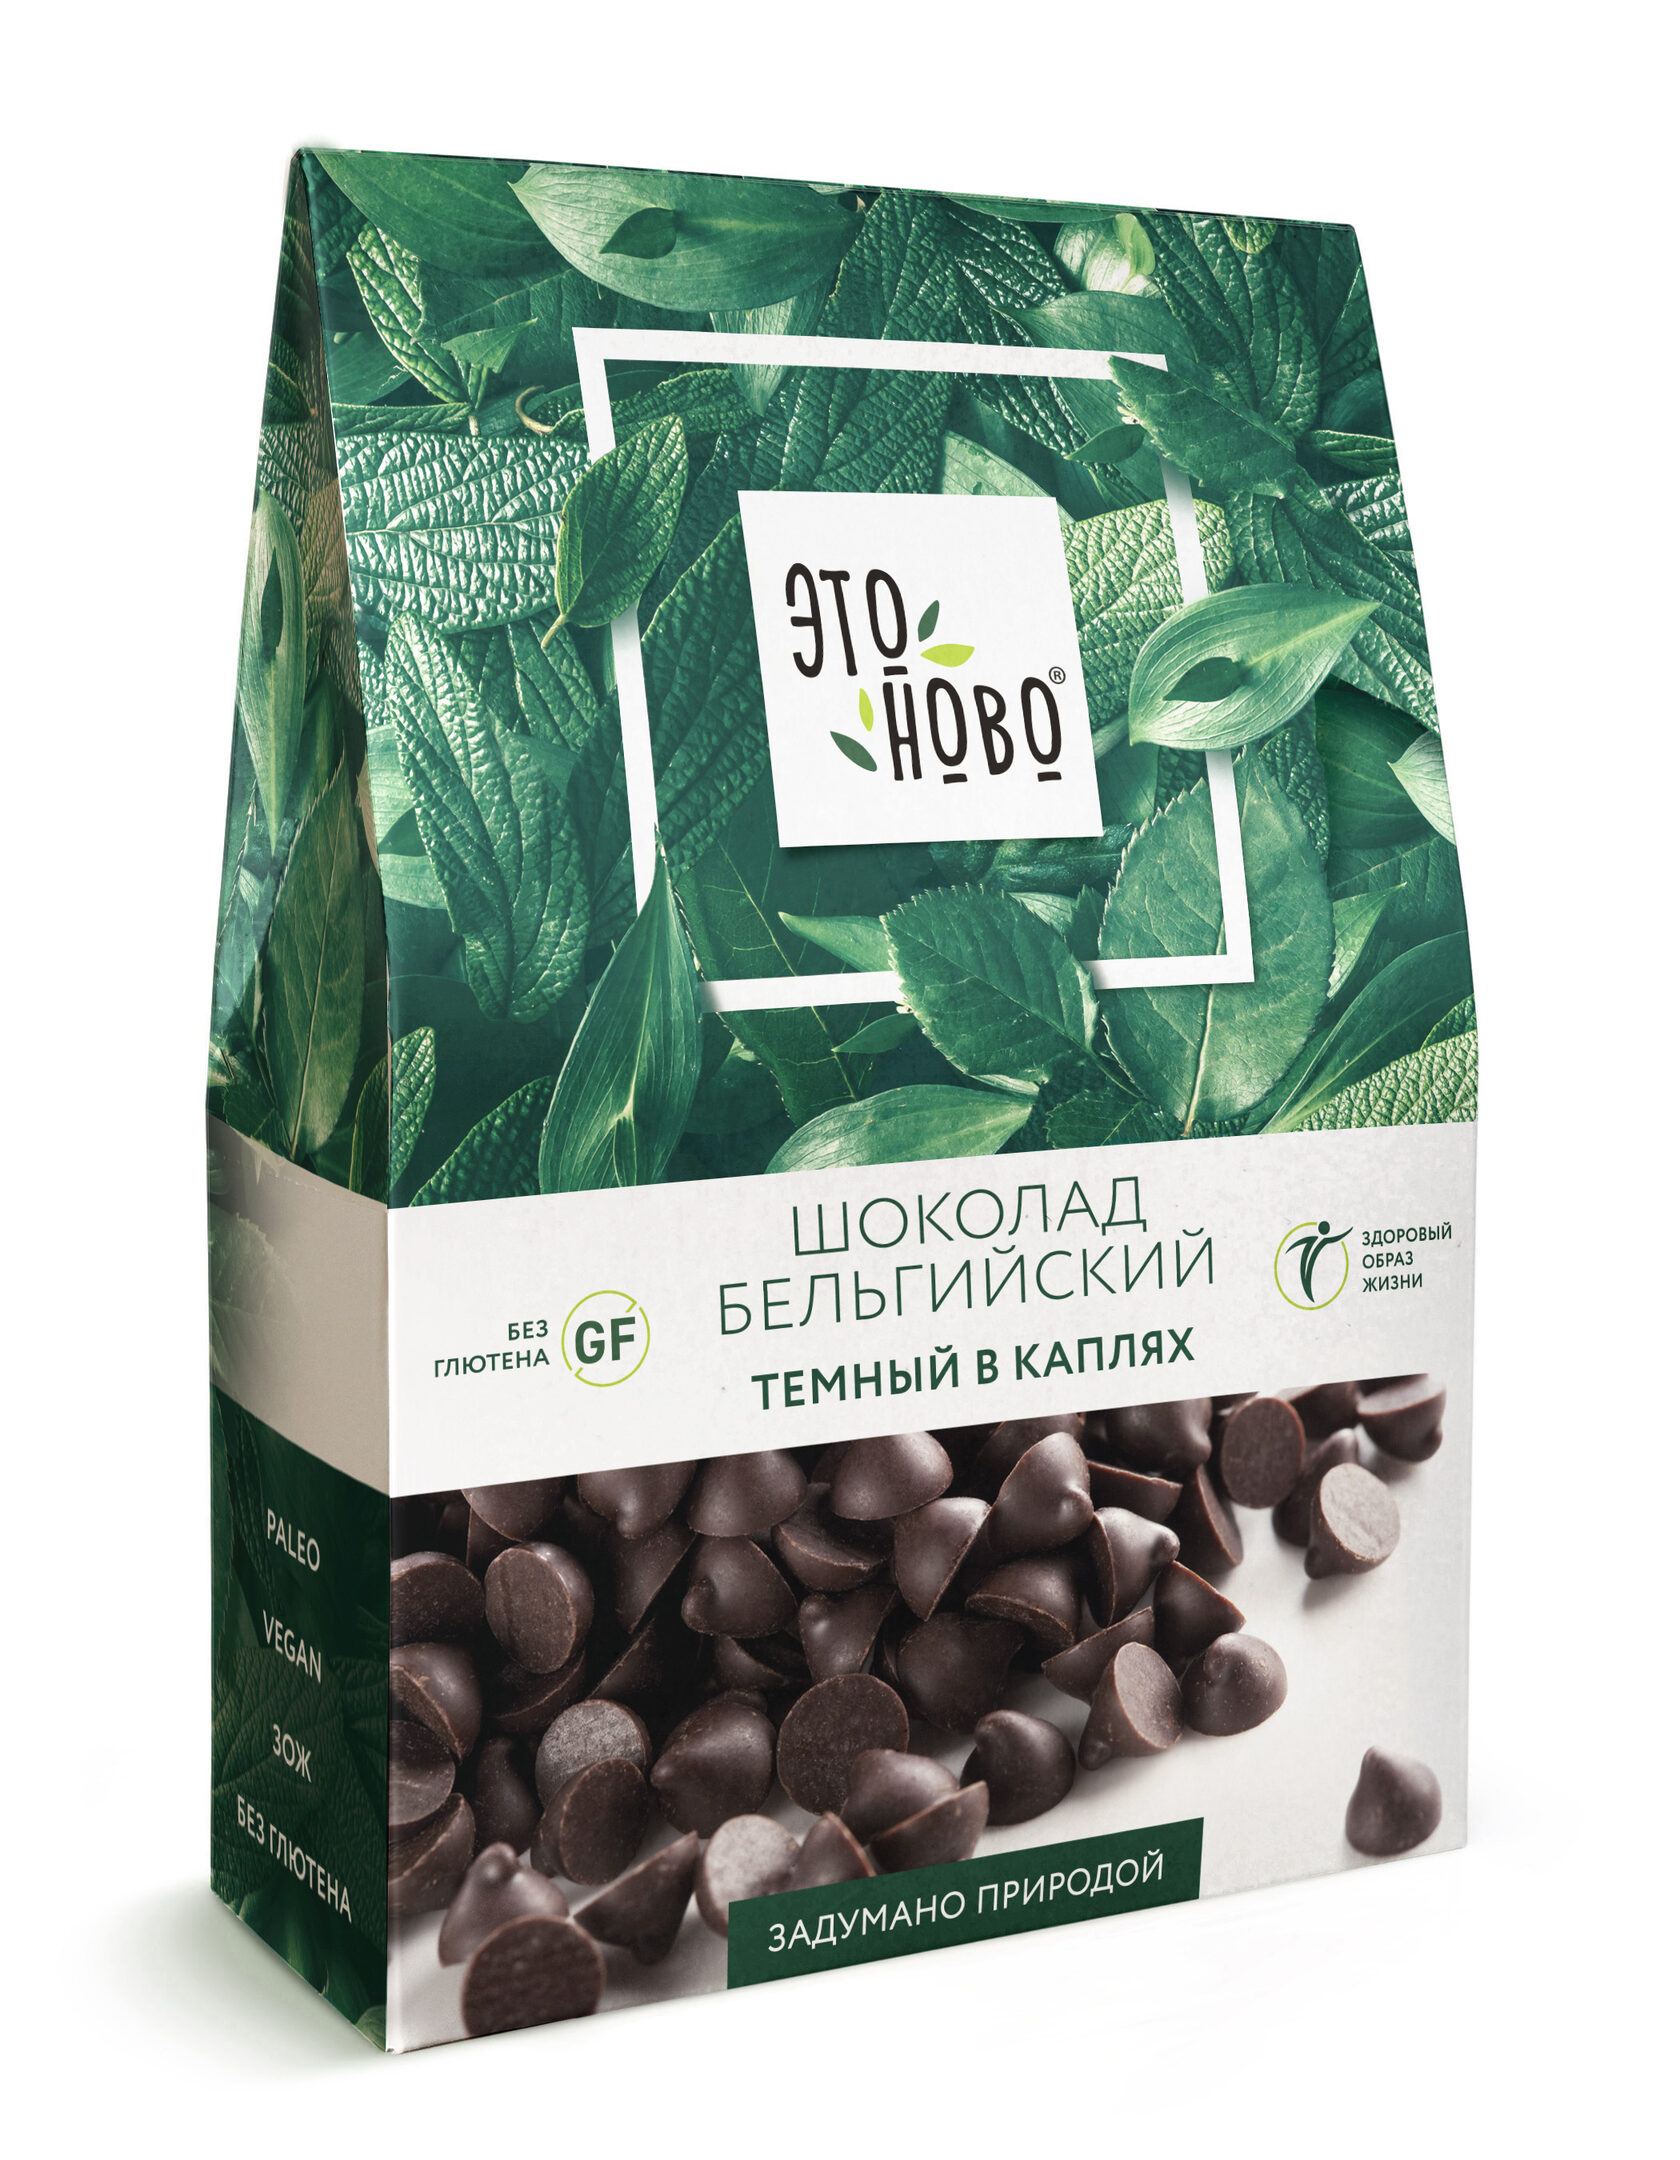 ЭТО
НОВО®
ШОКОЛАД
БЕЛЬГИЙСКИЙ
ТЕМНЫЙ В КАПЛЯХ
БЕЗ
ГЛЮТЕНА
GF
ЗДОРОВЫЙ
ОБРАЗ
ЖИЗНИ
PALEO
VEGAN
ЗОЖ
БЕЗ ГЛЮТЕНА
ЗАДУМАНО ПРИРОДОЙ